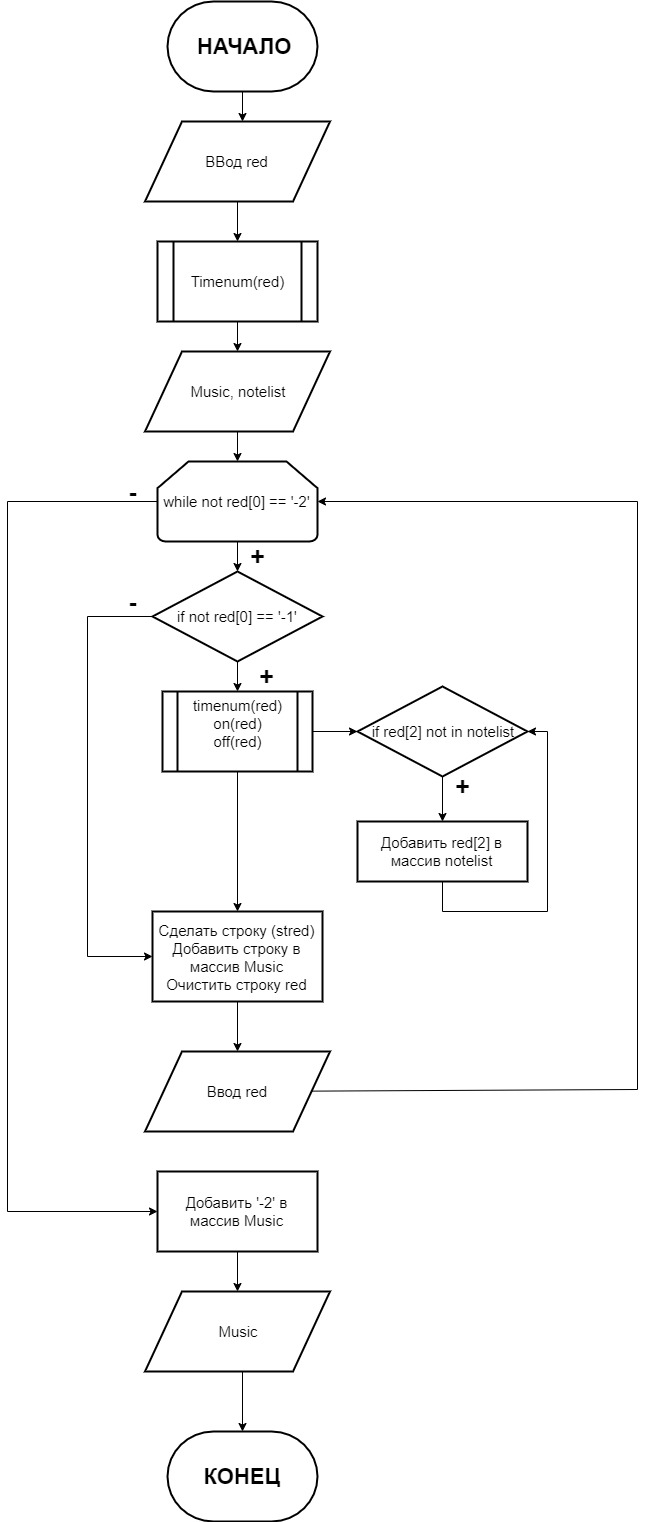 НАЧАЛО
ВВод red
Timenum(red)
Music, notelist
-
while not red[0] == '-2'
+
-
if not red[0] == '-1'
+
timenum(red)
on(red)
off(red)
if red[2] not in notelist
+
Добавить red[2] в
массив notelist
Сделать строку (stred)
Добавить строку в
массив Music
Очистить строку red
Ввод red
Добавить '-2' в
массив Music
Music
КОНЕЦ